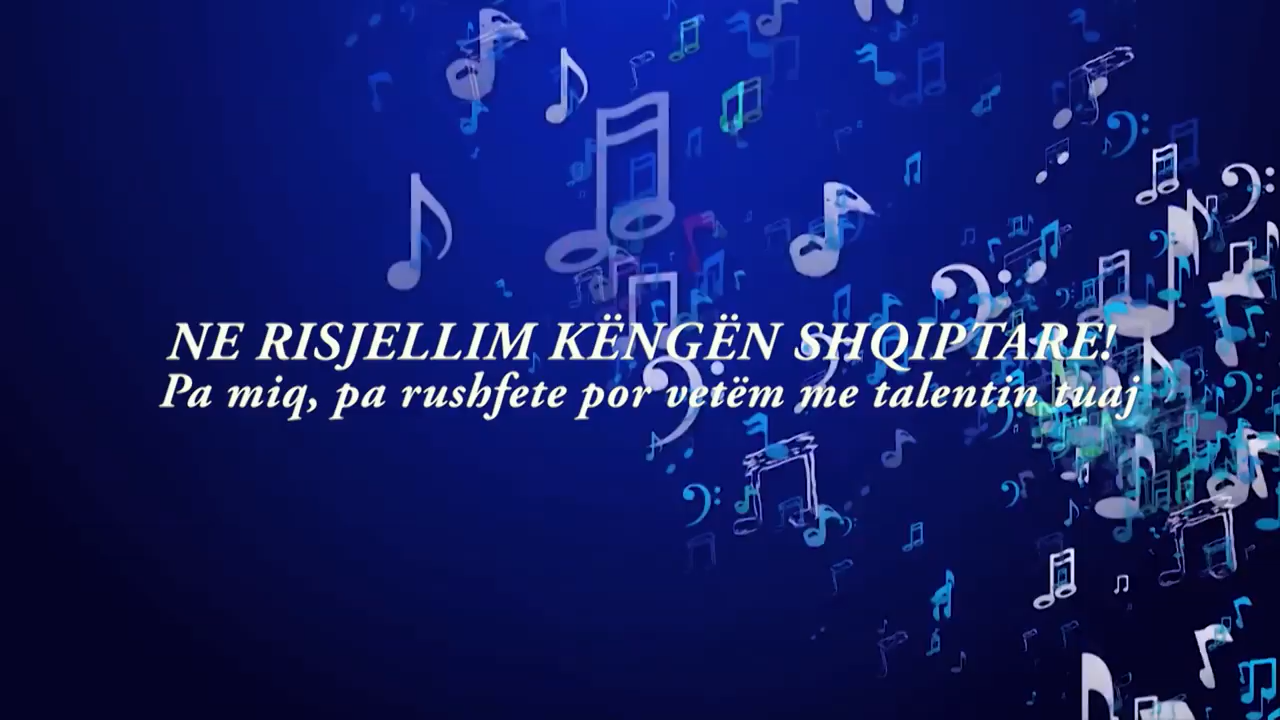 NE RISJELLIM KËNGËN SHQIPTARE!
Pa miq, pa rushfete por vetëm me talentin tuaj